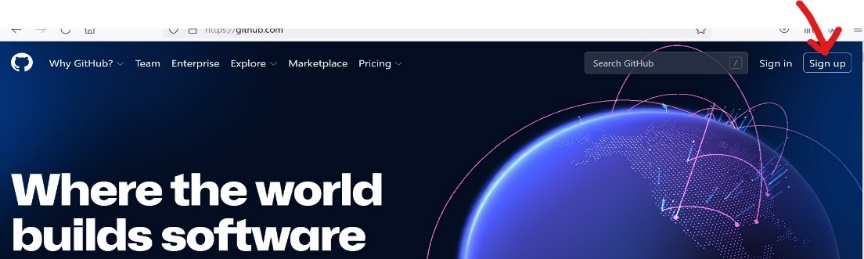 https://github.com
Why GitHub? Team Enterprise Explore Marketplace Pricing Search GitHub / Sign in Sign up
Where the world
builds software